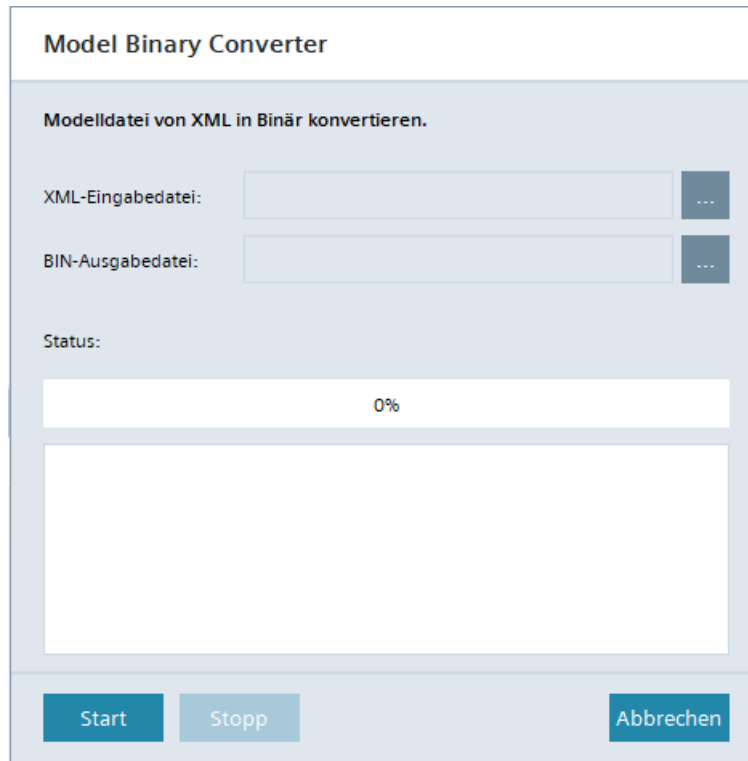 Model Binary Converter
Modelldatei von XML in Binär konvertieren.
XML-Eingabedatei:
...
BIN-Ausgabedatei:
...
Status:
0%
Start
Stopp
Abbrechen